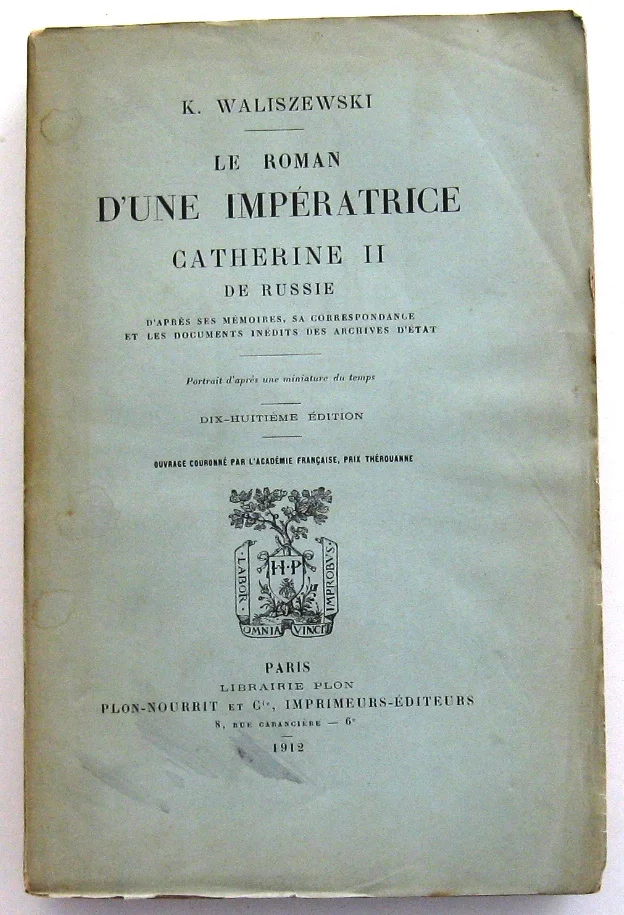 K. WALISZEWSKI
LE ROMAN
D'UNE IMPÉRATRICE
CATHERINE II
DE RUSSIE
D'APRÈS SES MÉMOIRES, SA CORRESPONDANCE
ET LES DOCUMENTS INÉDITS DES ARCHIVES D'ÉTAT
Portrait d'après une miniature du temps
DIX-HUITIÈME ÉDITION
OUVRAGE COURONNÉ PAR L'ACADÉMIE FRANÇAISE, PRIX THÉROUANNE
H·P
LABOR
IMPROBVS
OMNIA VINCIT
PARIS
LIBRAIRIE PLON
PLON-NOURRIT ET Cie, IMPRIMEURS-ÉDITEURS
8, RUE GARANCIÈRE — 6e
1912